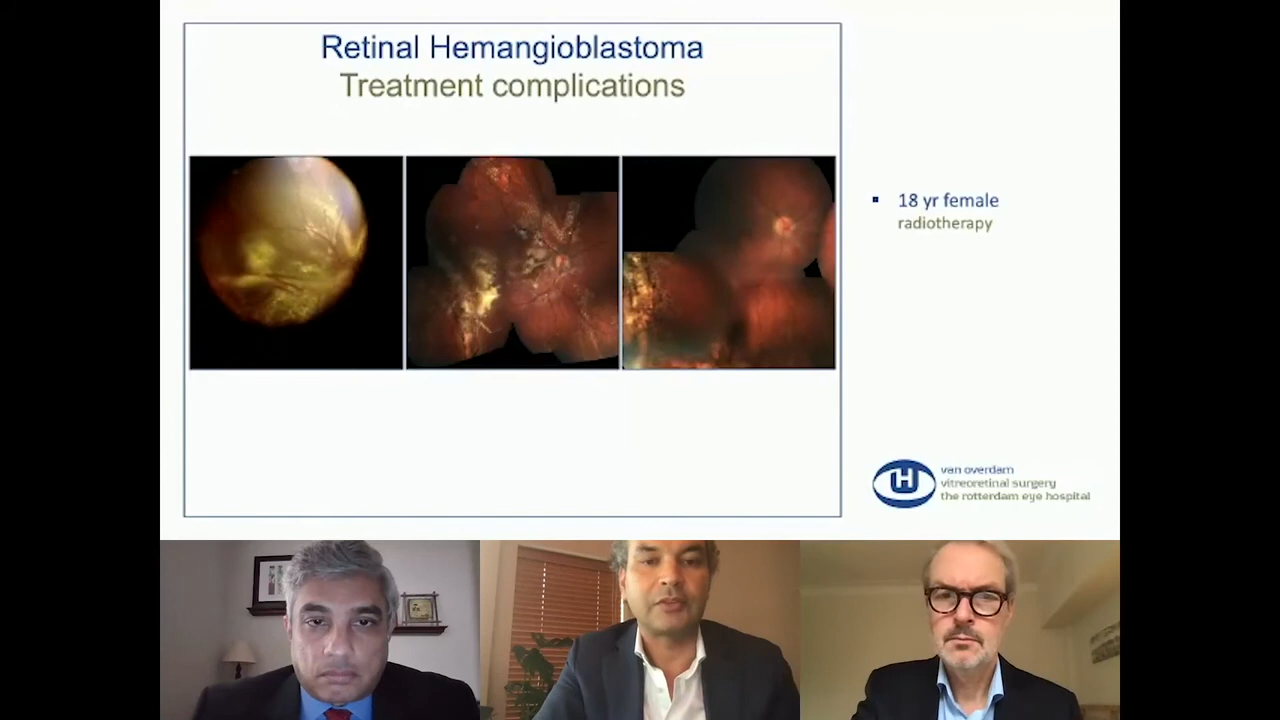 Retinal Hemangioblastoma
Treatment complications
18 yr female
radiotherapy
H
van overdam
vitreoretinal surgery
the rotterdam eye hospital